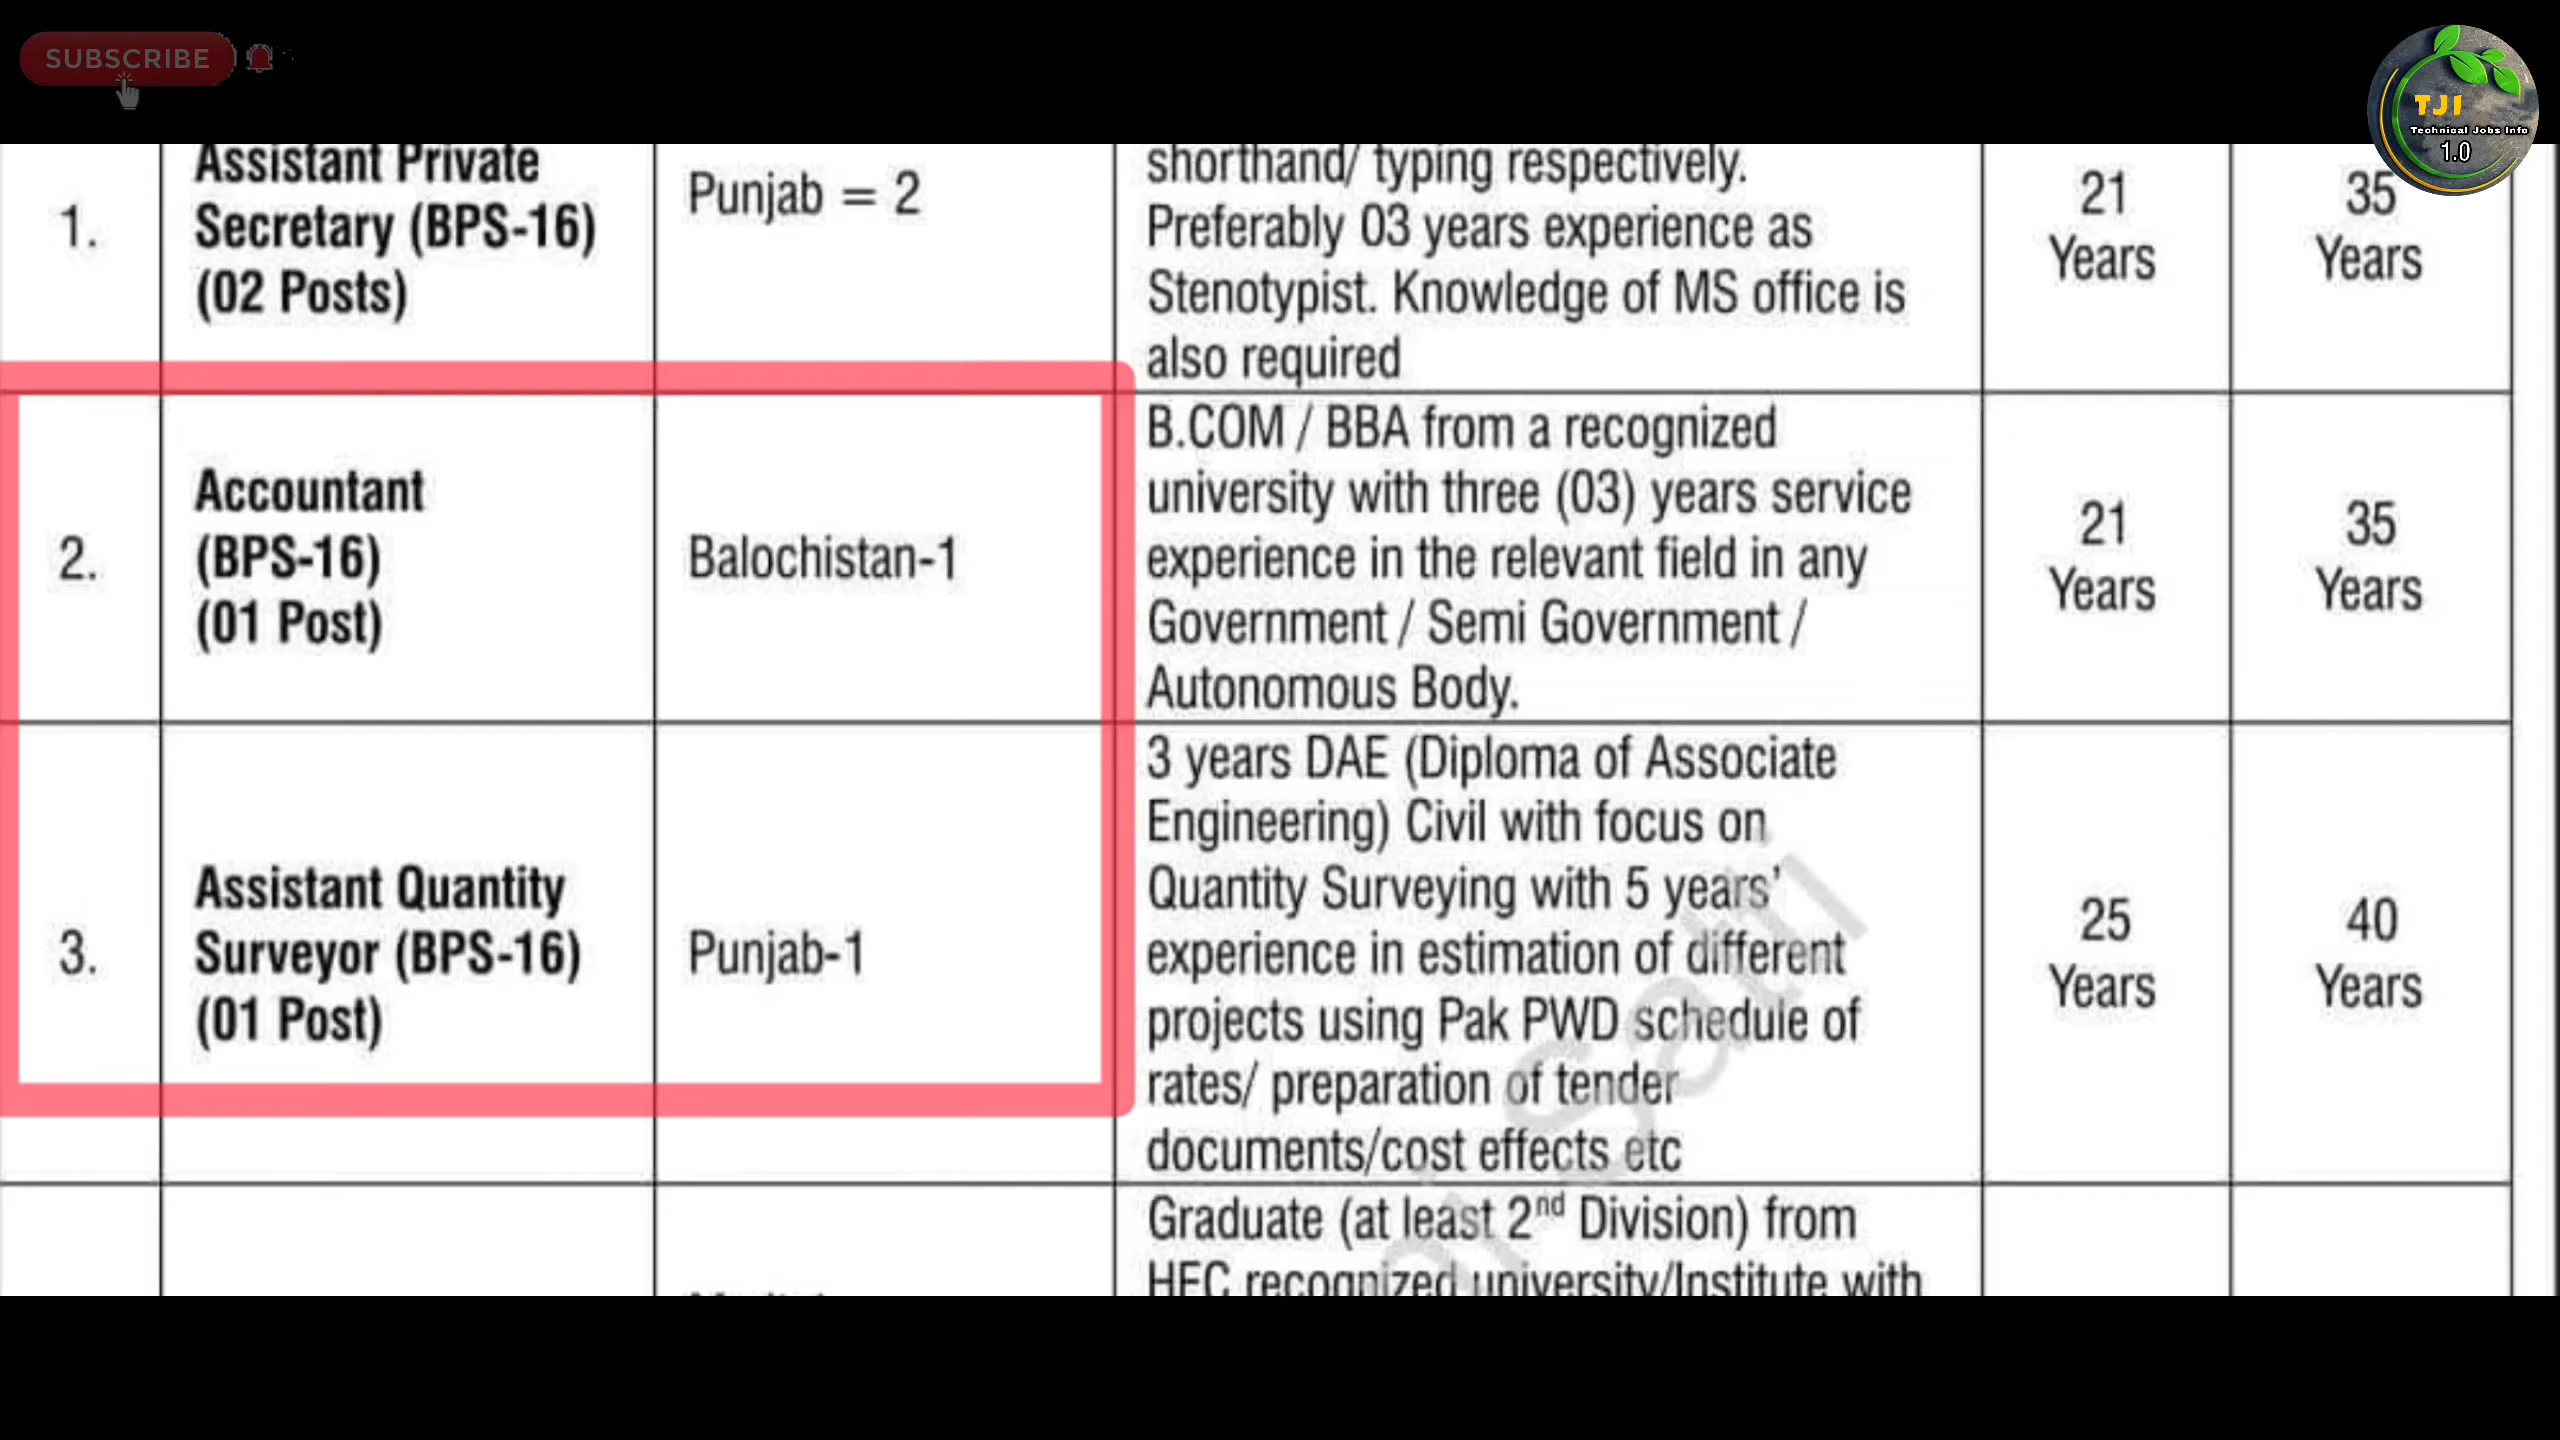 SUBSCRIBE
TJI
Technical Jobs Info
1.0
1.
Assistant Private
Secretary (BPS-16)
(02 Posts)
Punjab = 2
shorthand/ typing respectively.
Preferably 03 years experience as
Stenotypist. Knowledge of MS office is
also required
21
Years
35
Years
2.
Accountant
(BPS-16)
(01 Post)
Balochistan-1
B.COM / BBA from a recognized
university with three (03) years service
experience in the relevant field in any
Government / Semi Government /
Autonomous Body.
21
Years
35
Years
3.
Assistant Quantity
Surveyor (BPS-16)
(01 Post)
Punjab-1
3 years DAE (Diploma of Associate
Engineering) Civil with focus on
Quantity Surveying with 5 years’
experience in estimation of different
projects using Pak PWD schedule of
rates/ preparation of tender
documents/cost effects etc
25
Years
40
Years
Graduate (at least 2nd Division) from
HEC recognized university/Institute with
Satti